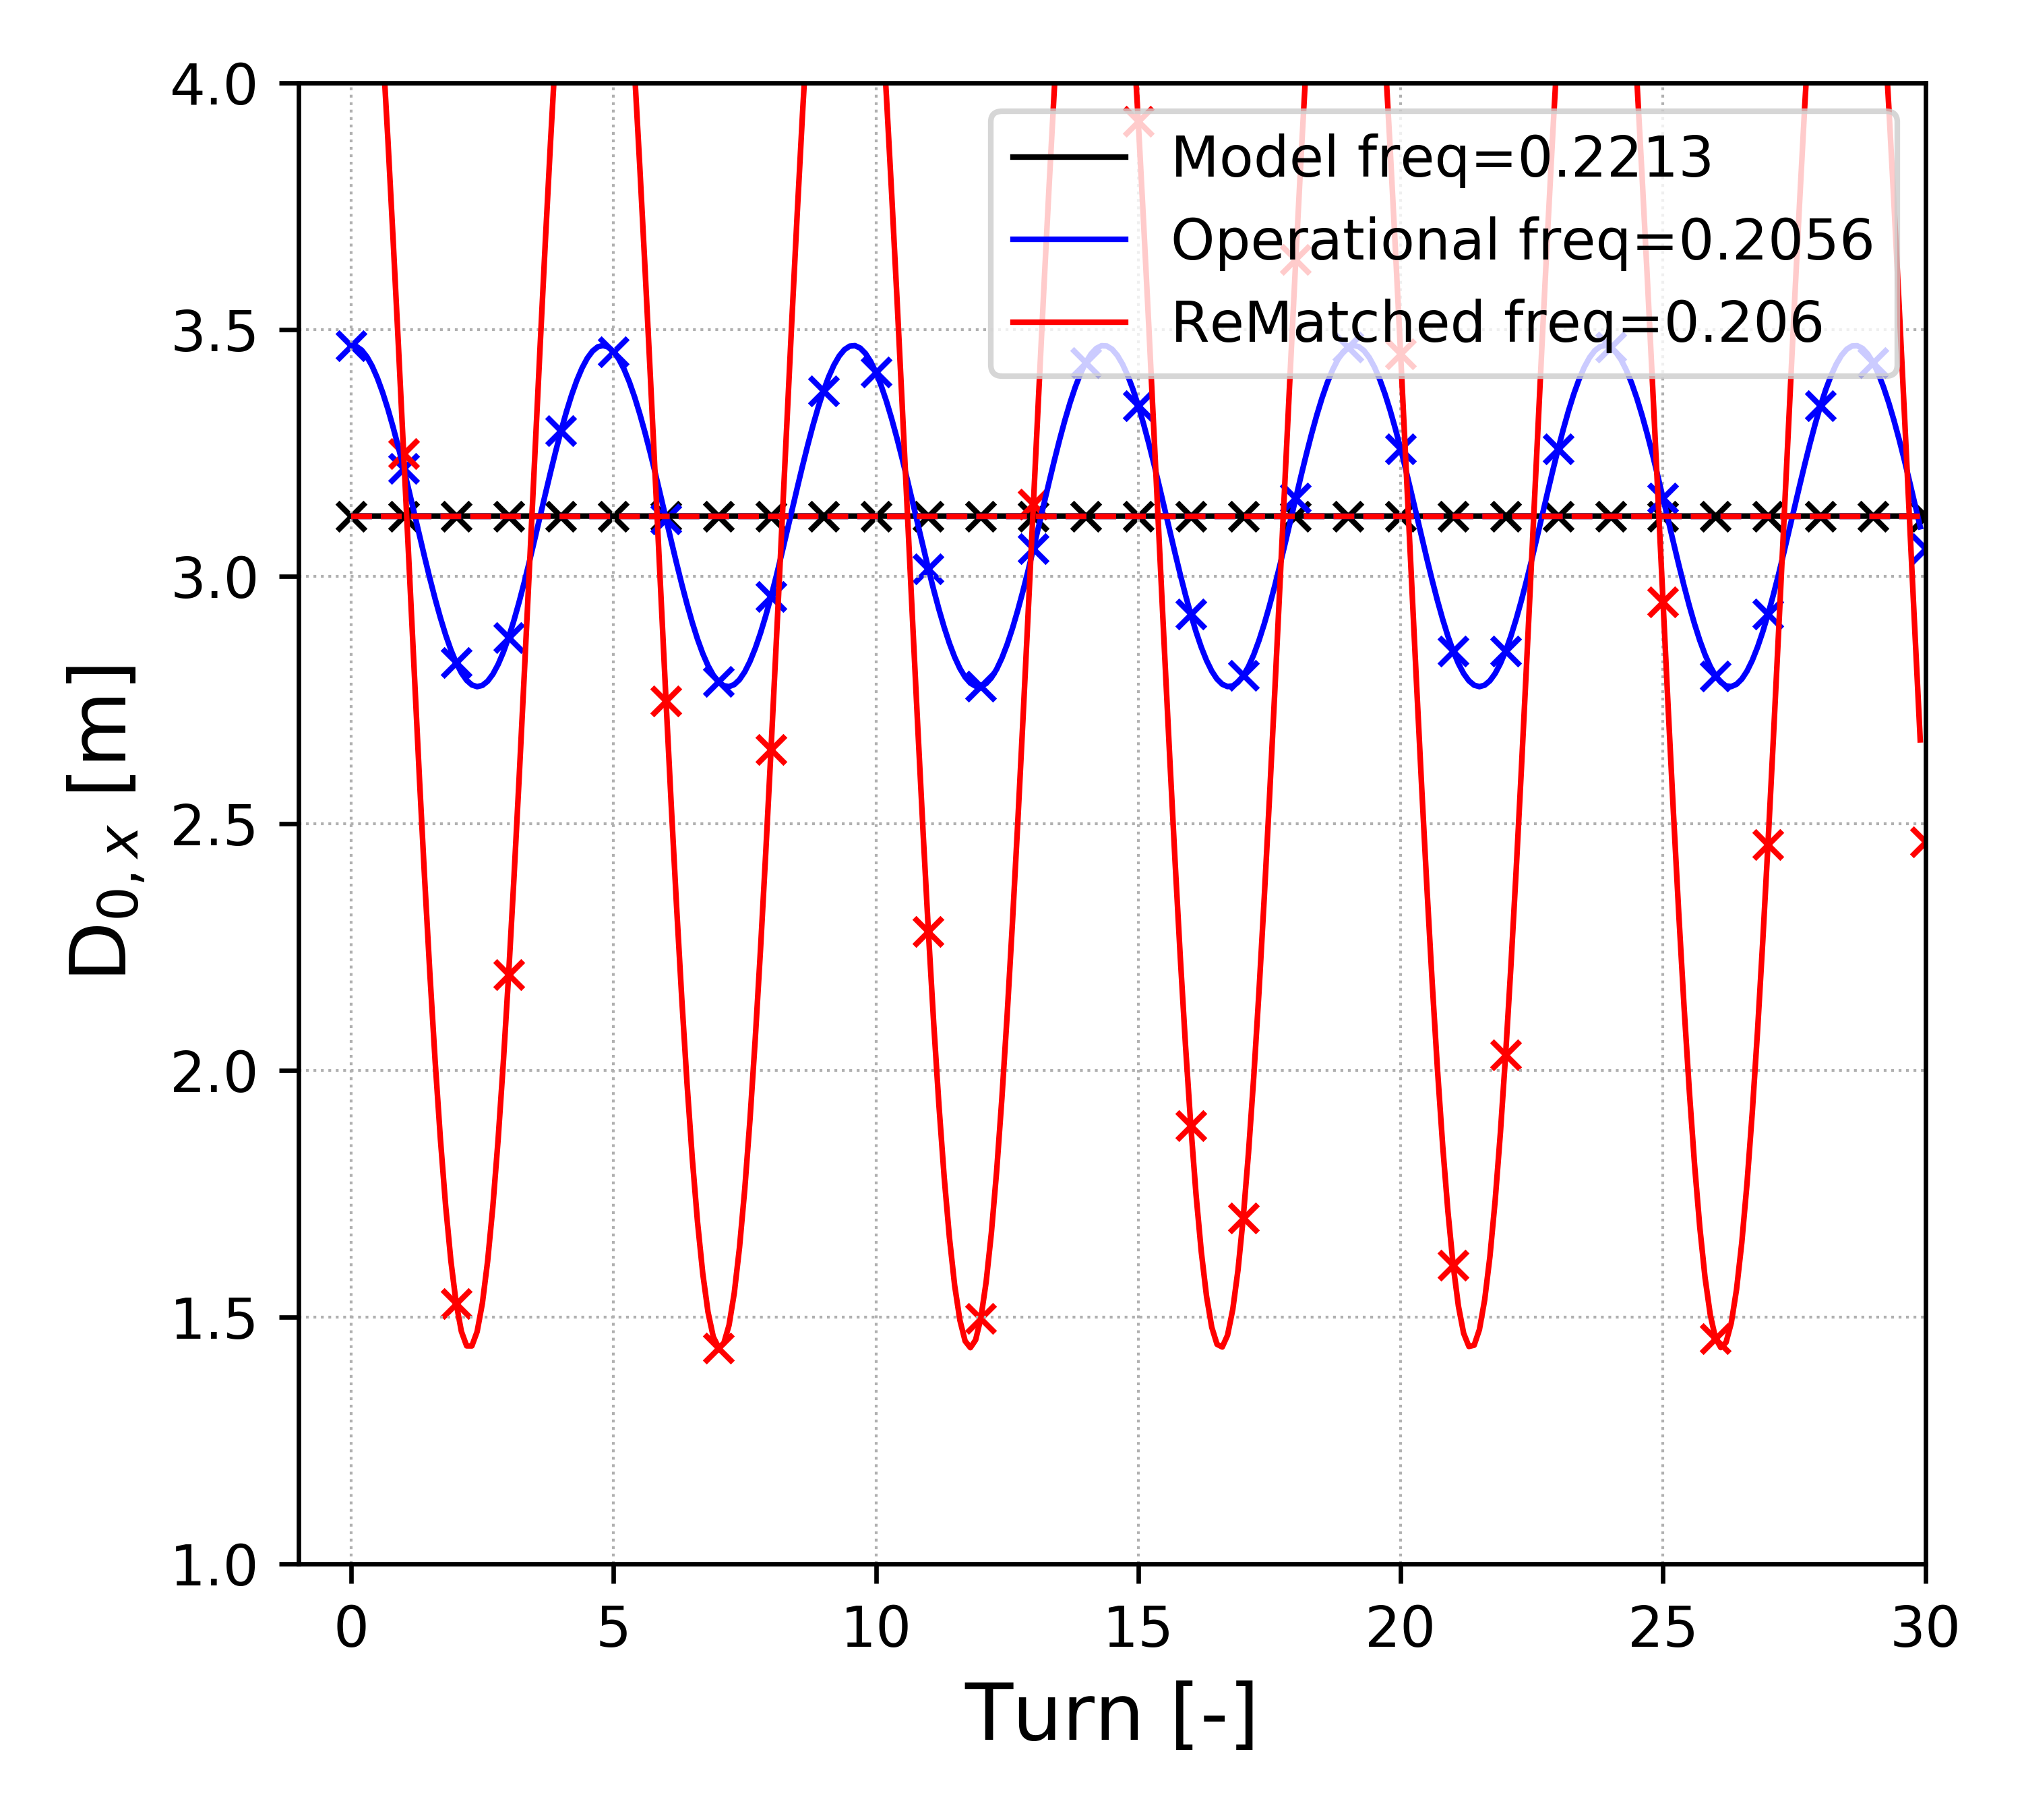 4.0
3.5
3.0
2.5
2.0
1.5
1.0
D0,x [m]
Model freq=0.2213
Operational freq=0.2056
ReMatched freq=0.206
0 5 10 15 20 25 30
Turn [-]